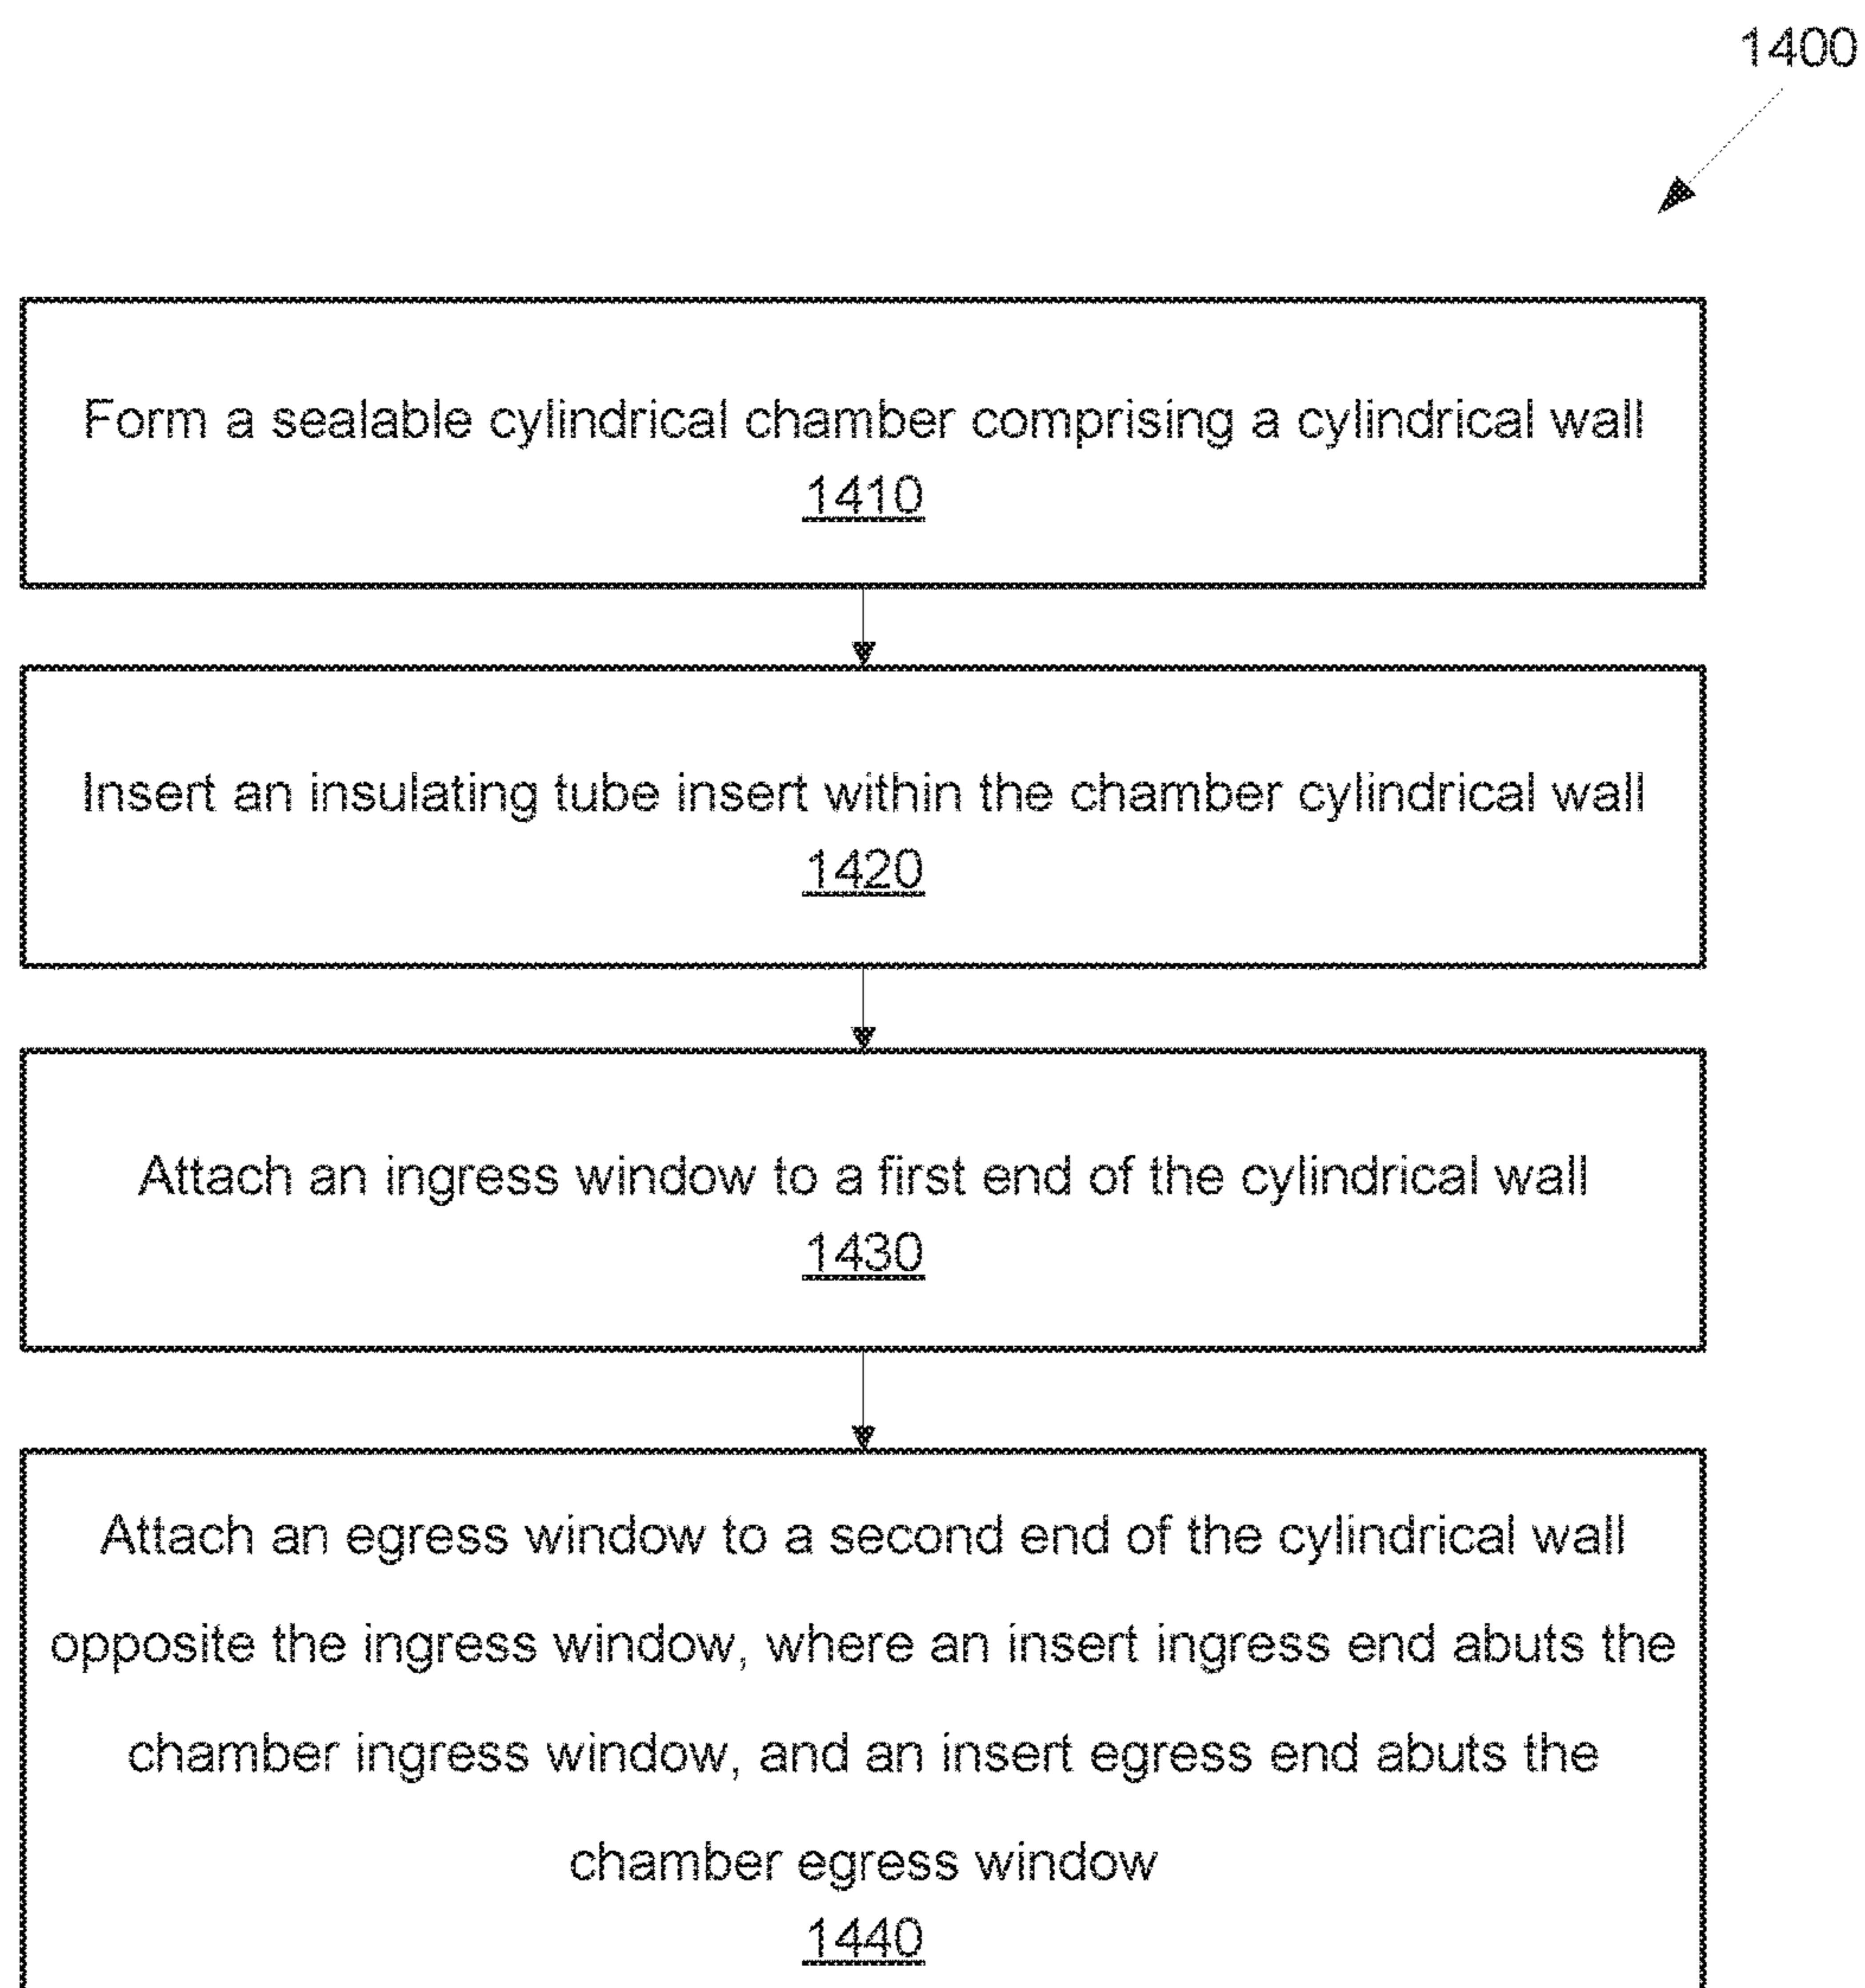 1400
Form a sealable cylindrical chamber comprising a cylindrical wall
1410
Insert an insulating tube insert within the chamber cylindrical wall
1420
Attach an ingress window to a first end of the cylindrical wall
1430
Attach an egress window to a second end of the cylindrical wall
opposite the ingress window, where an insert ingress end abuts the
chamber ingress window, and an insert egress end abuts the
chamber egress window
1440